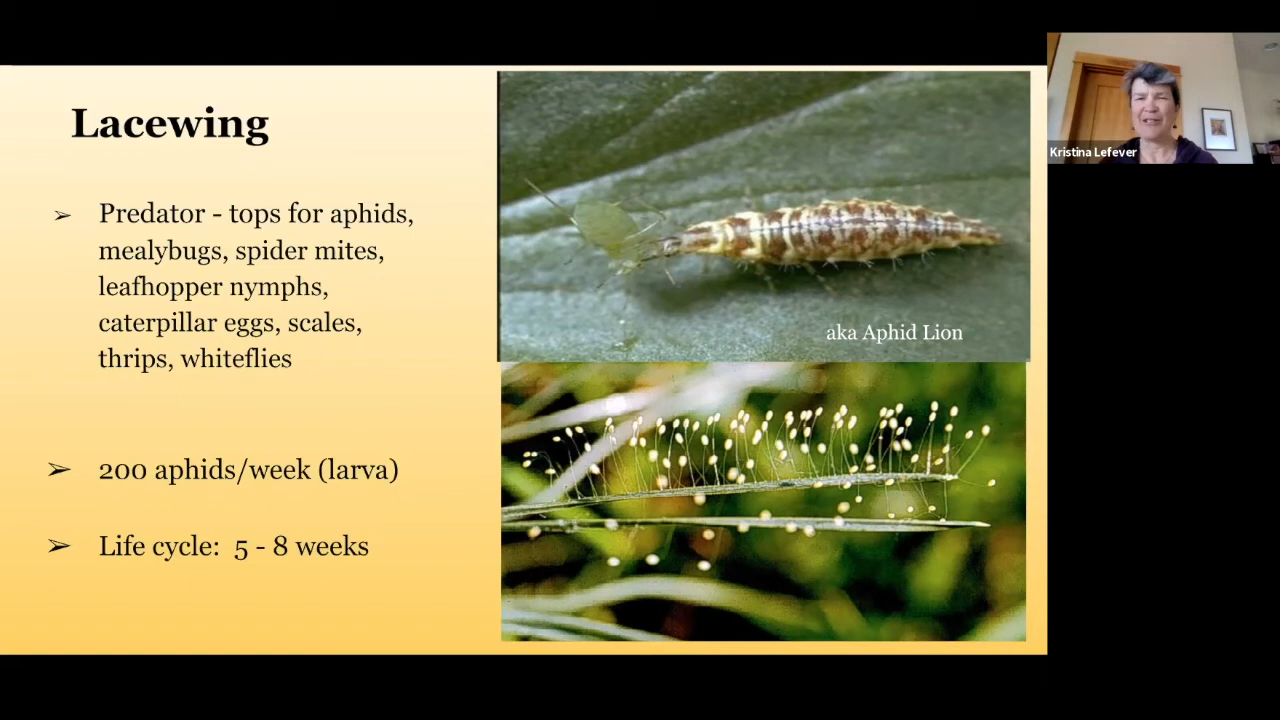 Lacewing
➢ Predator - tops for aphids,
mealybugs, spider mites,
leafhopper nymphs,
caterpillar eggs, scales,
thrips, whiteflies
➢ 200 aphids/week (larva)
➢ Life cycle: 5 - 8 weeks
aka Aphid Lion
Kristina Lefever